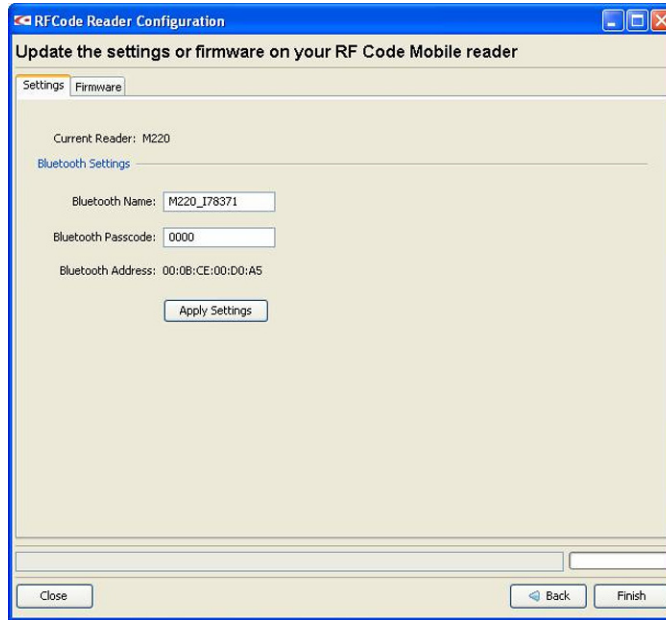 RFCode Reader Configuration
Update the settings or firmware on your RF Code Mobile reader
Settings Firmware
Current Reader: M220
Bluetooth Settings
Bluetooth Name: M220_I78371
Bluetooth Passcode: 0000
Bluetooth Address: 00:0B:CE:00:D0:A5
Apply Settings
Close Back Finish